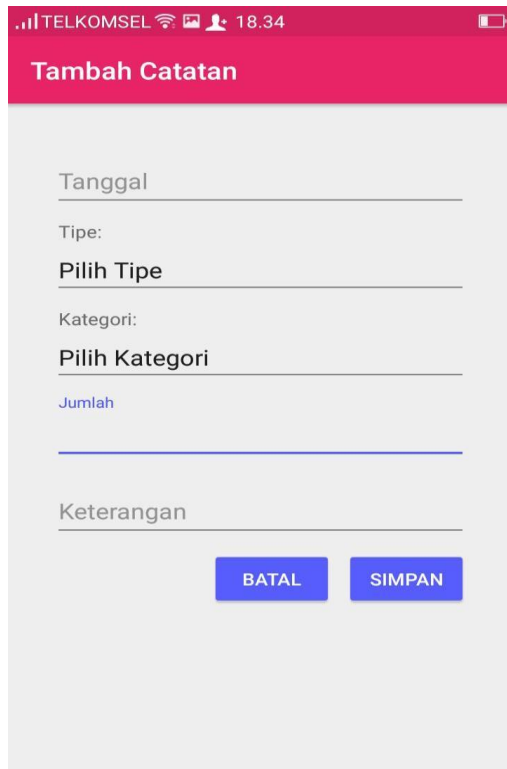 TELKOMSEL 18.34
Tambah Catatan
Tanggal
Tipe:
Pilih Tipe
Kategori:
Pilih Kategori
Jumlah
Keterangan
BATAL SIMPAN